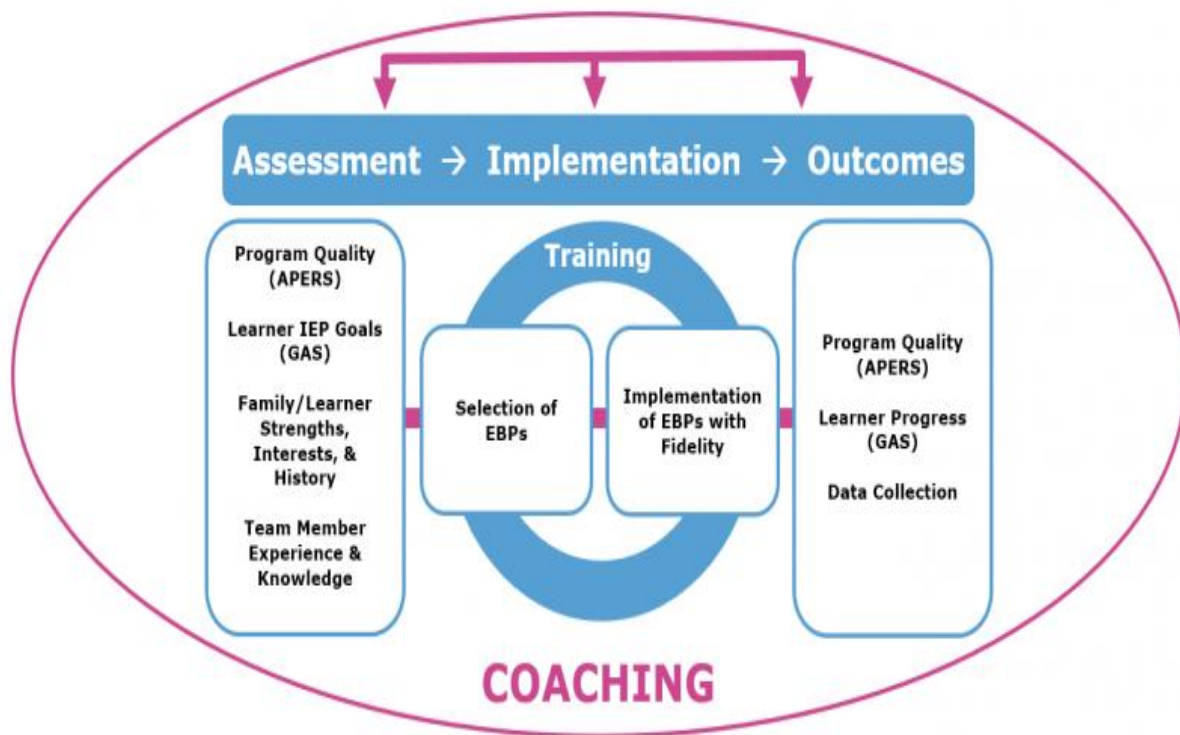 Assessment → Implementation → Outcomes
Program Quality
(APERS)
Learner IEP Goals
(GAS)
Family/Learner
Strengths,
Interests, &
History
Team Member
Experience &
Knowledge
Training
Selection of
EBPs
Implementation
of EBPs with
Fidelity
Program Quality
(APERS)
Learner Progress
(GAS)
Data Collection
COACHING